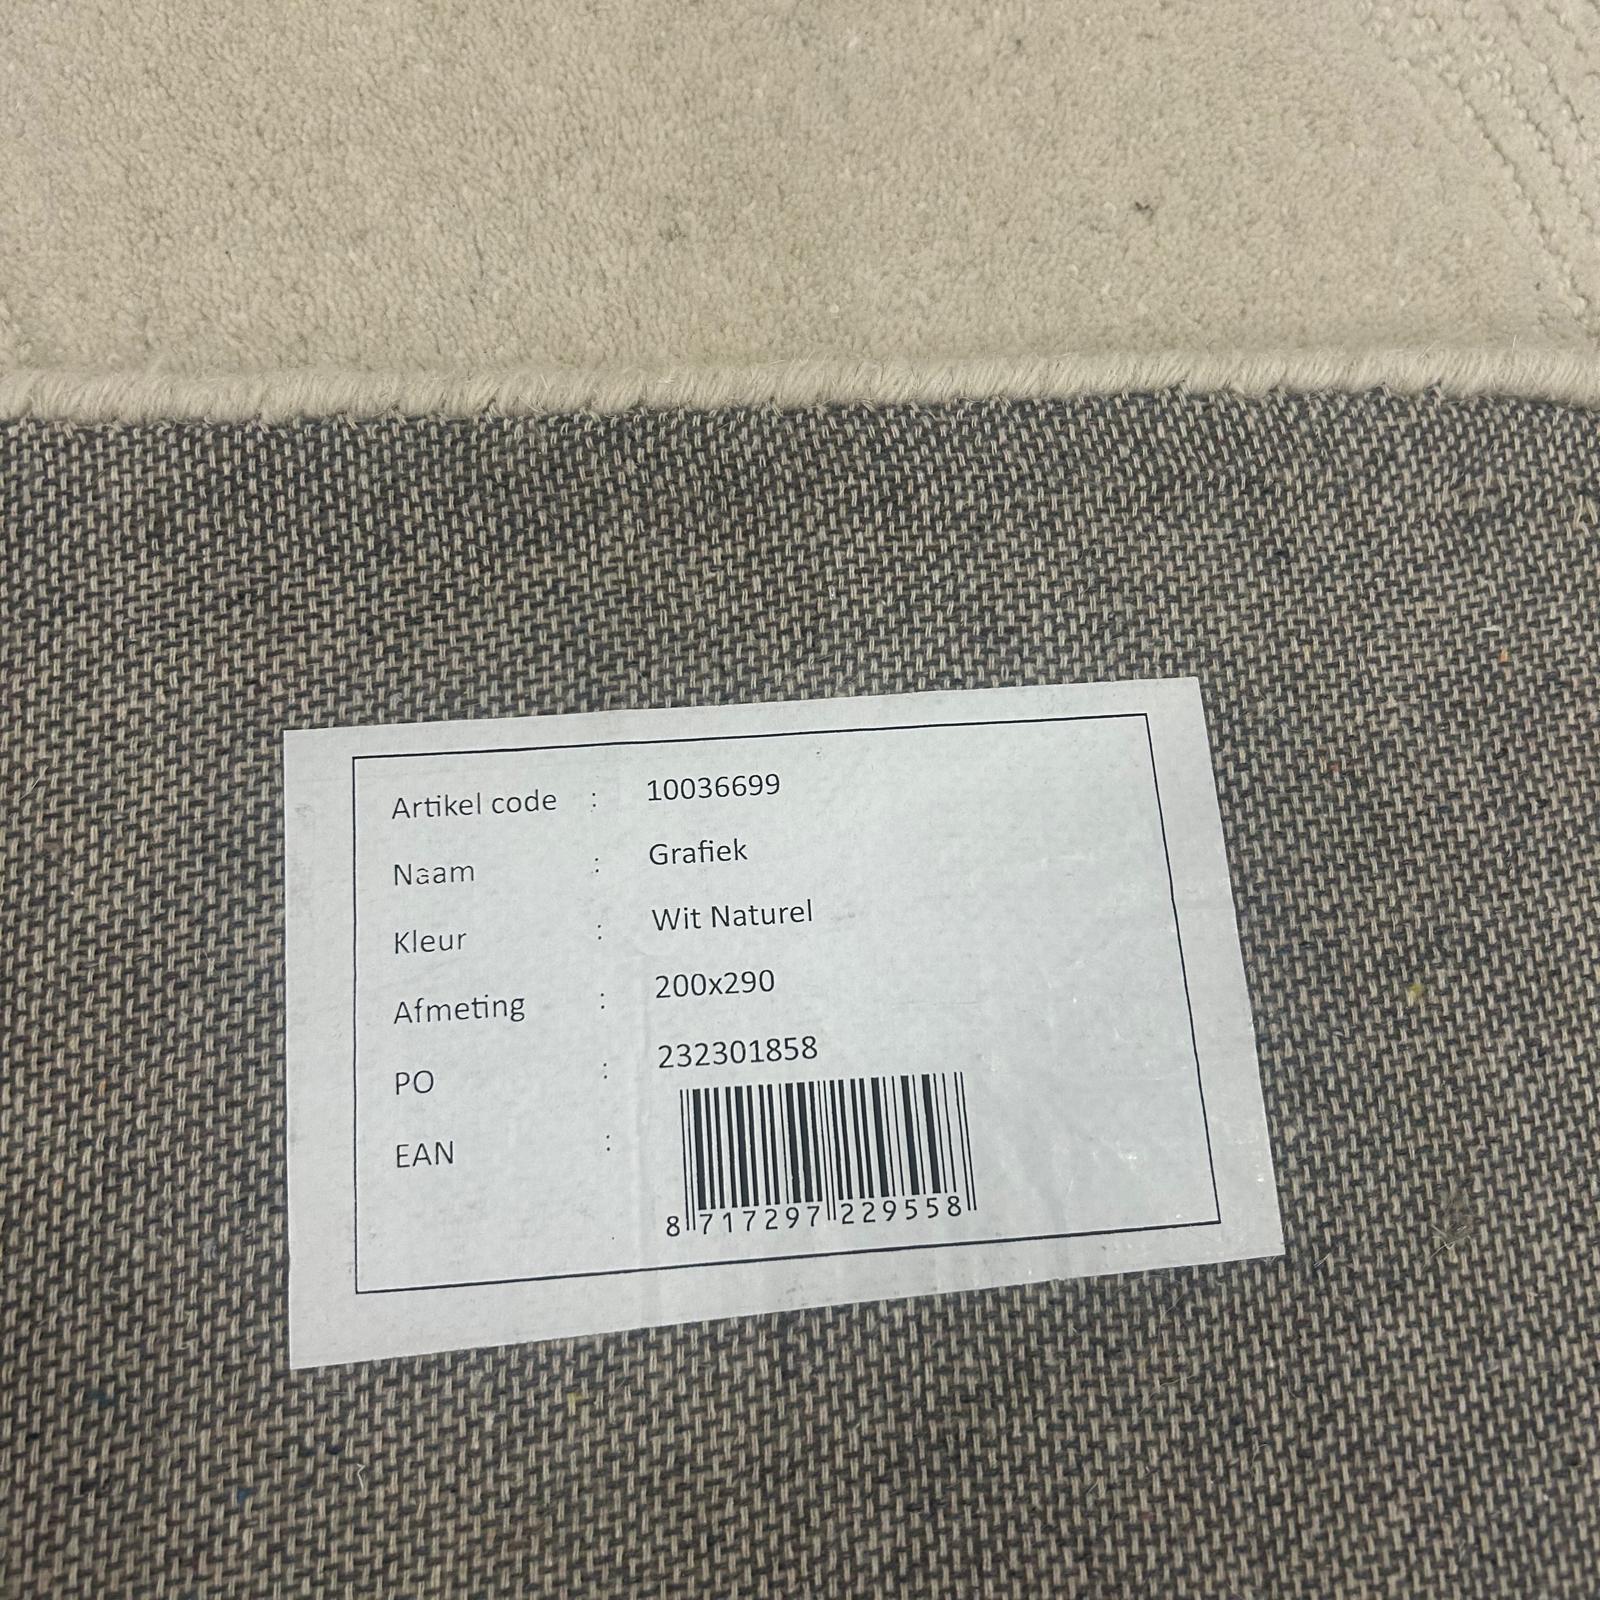 Artikel code : 10036699
Naam : Grafiek
Kleur : Wit Naturel
Afmeting : 200x290
PO : 232301858
EAN :
8 717297 229558